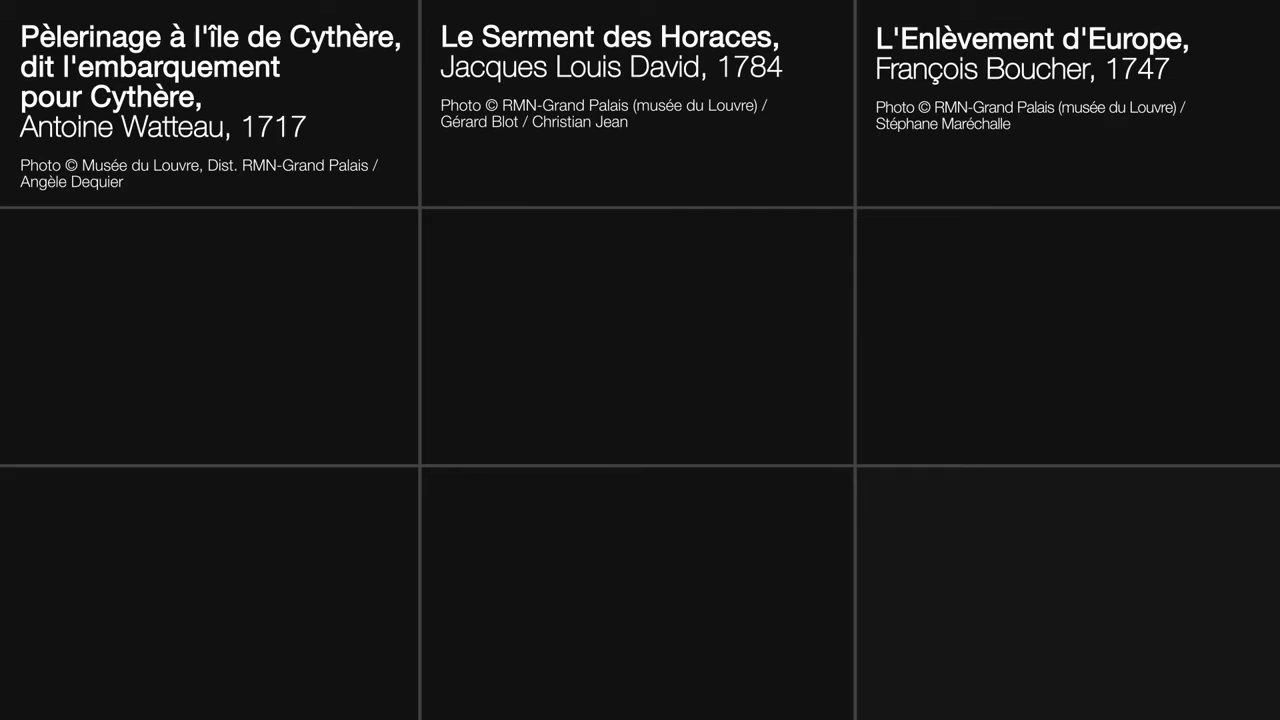 Pèlerinage à l'île de Cythère,
dit l'embarquement
pour Cythère,
Antoine Watteau, 1717
Photo © Musée du Louvre, Dist. RMN-Grand Palais /
Angèle Dequier
Le Serment des Horaces,
Jacques Louis David, 1784
Photo © RMN-Grand Palais (musée du Louvre) /
Gérard Blot / Christian Jean
L'Enlèvement d'Europe,
François Boucher, 1747
Photo © RMN-Grand Palais (musée du Louvre) /
Stéphane Maréchalle